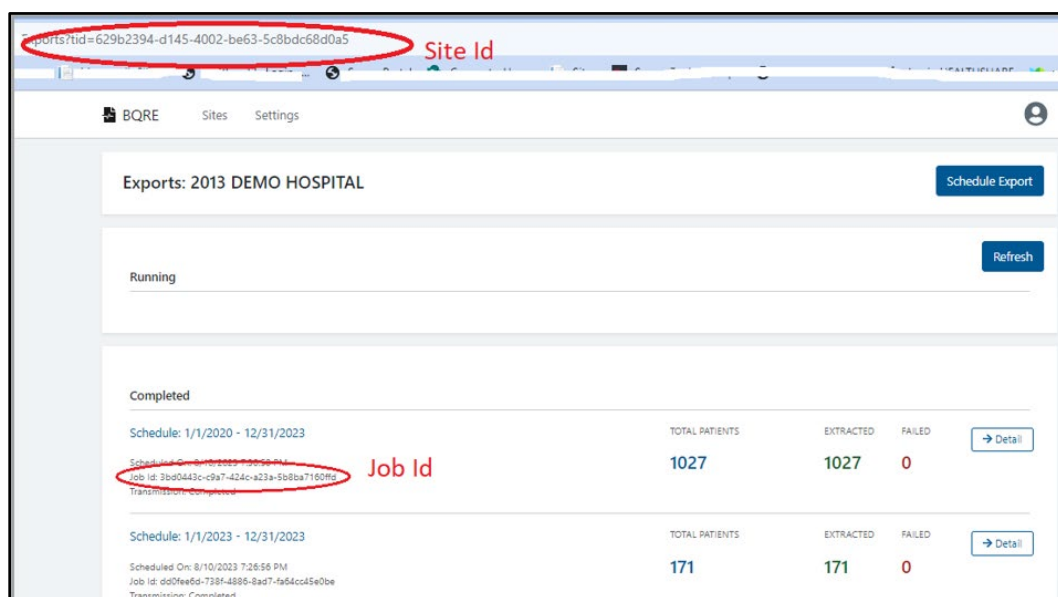 Exports?tid=629b2394-d145-4002-be63-5c8bdc68d0a5
Site Id
BQRE Sites Settings
Exports: 2013 DEMO HOSPITAL
Schedule Export
Refresh
Running
Completed
Schedule: 1/1/2020 - 12/31/2023
TOTAL PATIENTS EXTRACTED FAILED
1027 1027 0
Detail
Scheduled On:
Job Id: 3bd0443c-c9a7-424c-a23a-5b8ba7160ffd
Job Id
Transmission: Completed
Schedule: 1/1/2023 - 12/31/2023
TOTAL PATIENTS EXTRACTED FAILED
171 171 0
Detail
Scheduled On: 8/10/2023 7:26:56 PM
Job Id: dd0fee6d-738f-4886-8ad7-fa64cc45e0be
Transmission: Completed